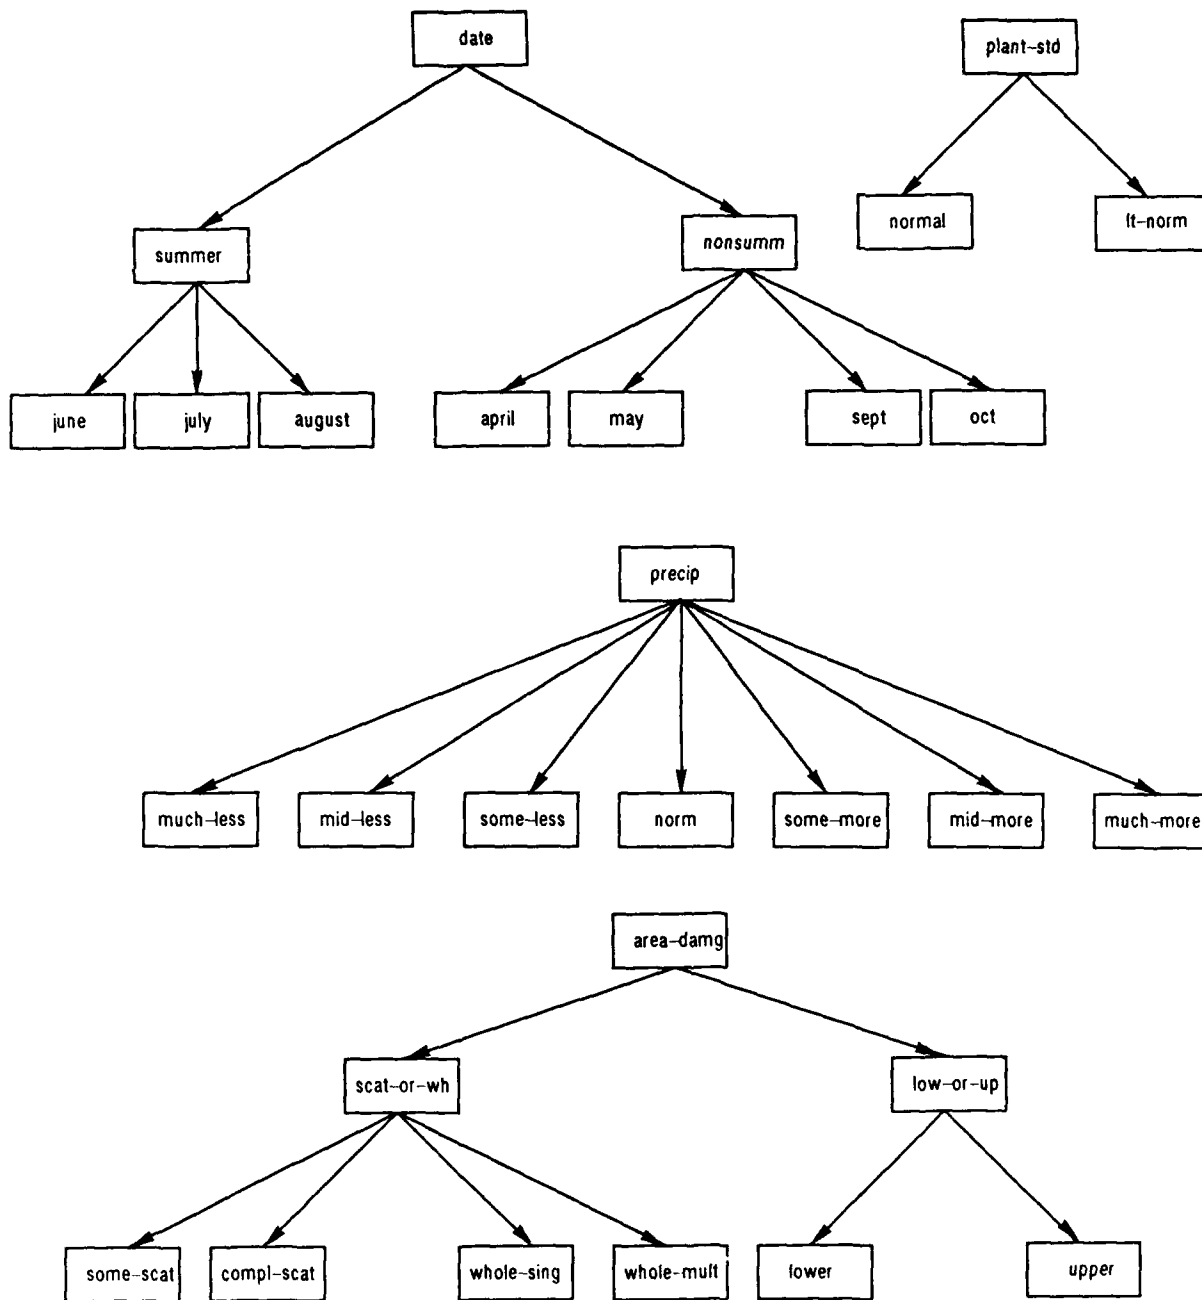 date
plant-std
normal
lt-norm
summer
nonsumm
june
july
august
april
may
sept
oct
precip
much-less
mid-less
some-less
norm
some-more
mid-more
much-more
area-damg
scat-or-wh
low-or-up
some-scat
compl-scat
whole-sing
whole-mult
lower
upper